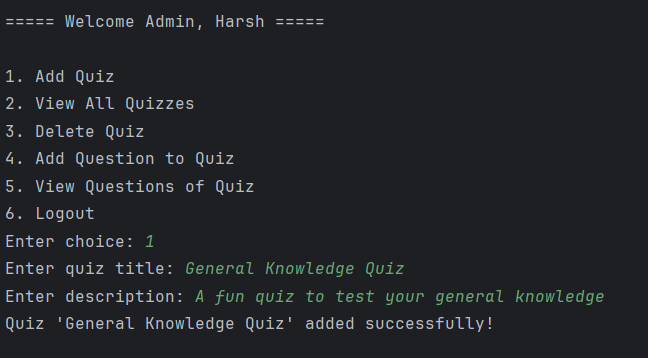 ===== Welcome Admin, Harsh =====
1. Add Quiz
2. View All Quizzes
3. Delete Quiz
4. Add Question to Quiz
5. View Questions of Quiz
6. Logout
Enter choice: 1
Enter quiz title: General Knowledge Quiz
Enter description: A fun quiz to test your general knowledge
Quiz 'General Knowledge Quiz' added successfully!